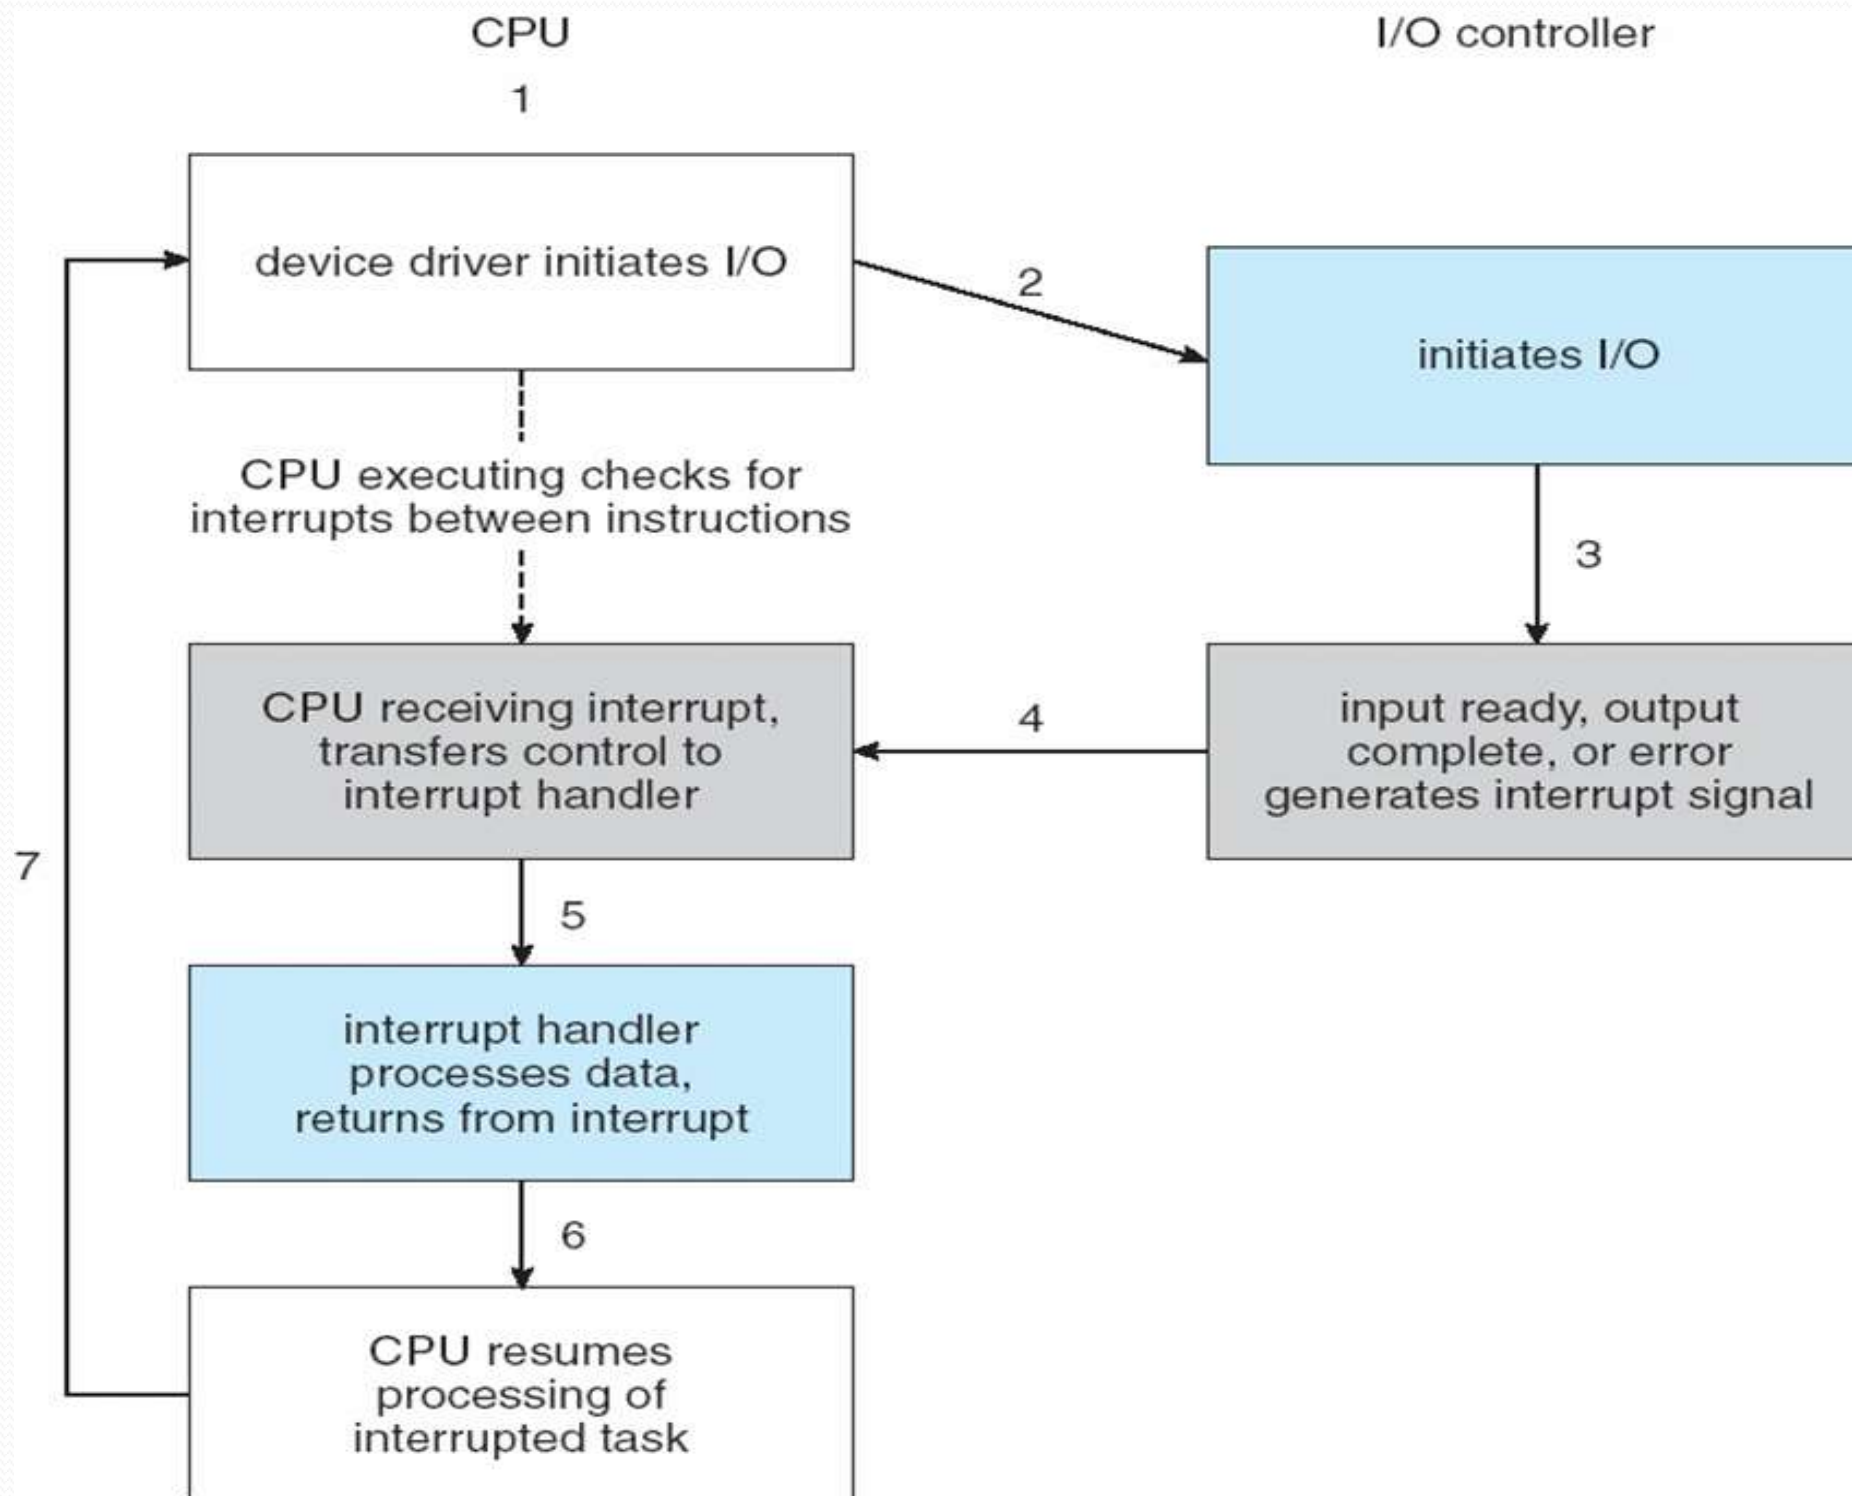 CPU
I/O controller
1
device driver initiates I/O
2
initiates I/O
CPU executing checks for
interrupts between instructions
3
CPU receiving interrupt,
transfers control to
interrupt handler
4
input ready, output
complete, or error
generates interrupt signal
7
5
interrupt handler
processes data,
returns from interrupt
6
CPU resumes
processing of
interrupted task